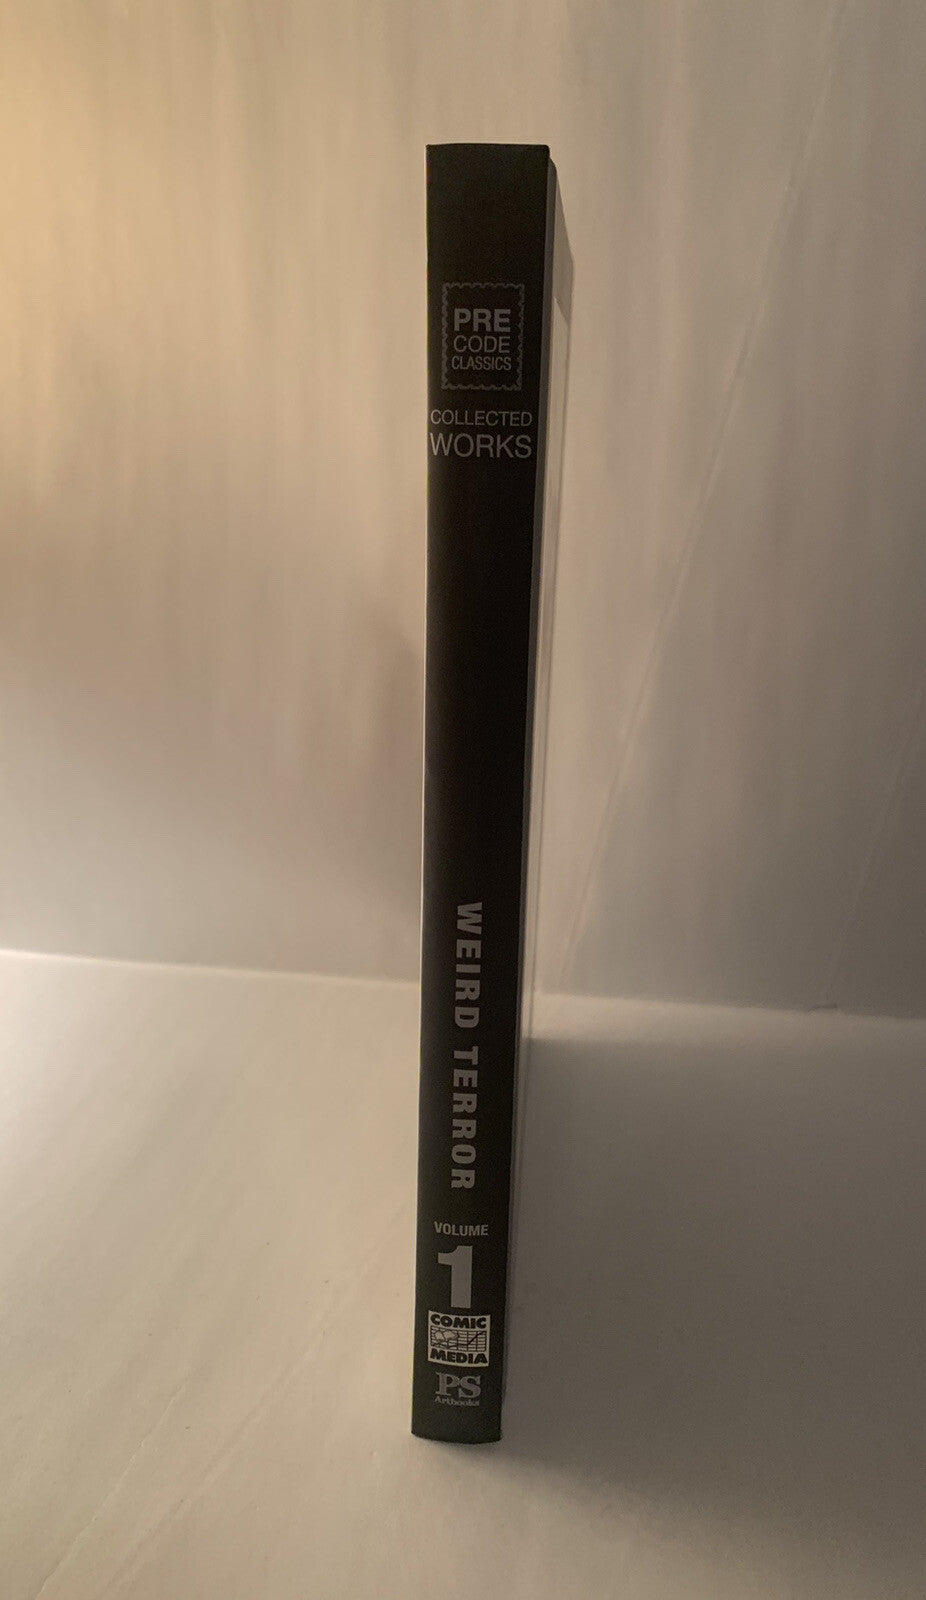 PRE
CODE
CLASSICS
COLLECTED
WORKS
WEIRD TERROR
VOLUME
1
COMIC
MEDIA
PS
Artbooks